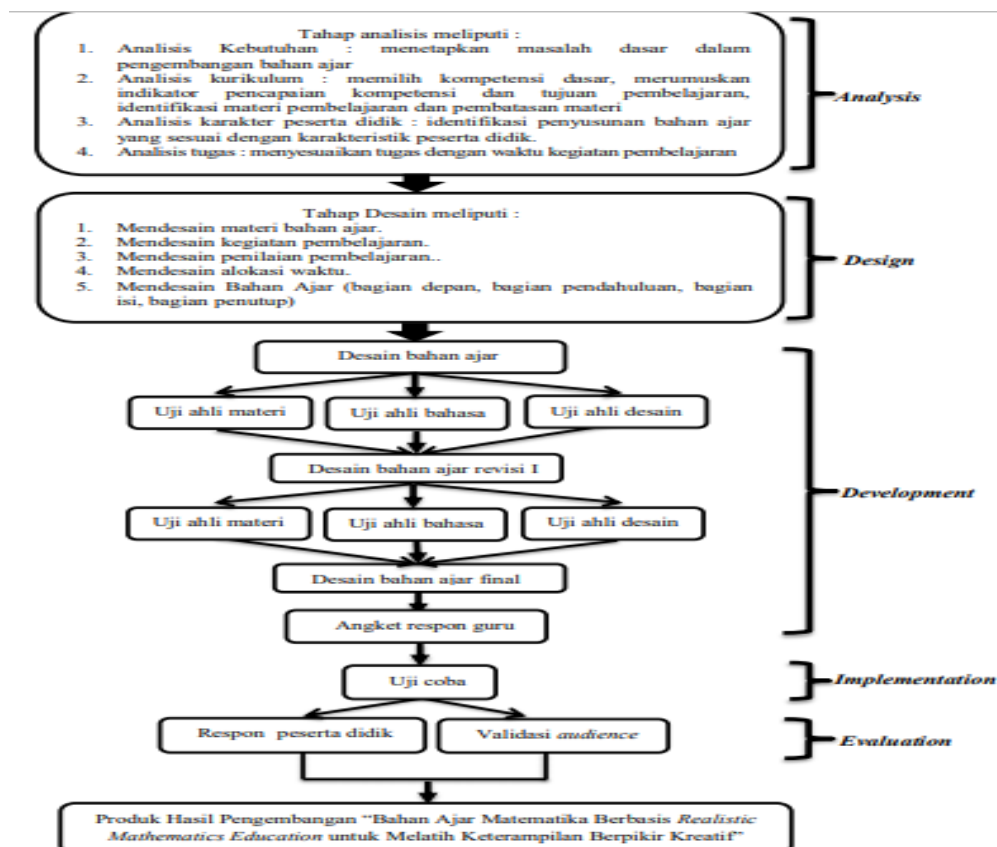 Tahap analisis meliputi :
1. Analisis Kebutuhan : menetapkan masalah dasar dalam
pengembangan bahan ajar
2. Analisis kurikulum : memilih kompetensi dasar, merumuskan
indikator pencapaian kompetensi dan tujuan pembelajaran,
identifikasi materi pembelajaran dan pembatasan materi
3. Analisis karakter peserta didik : identifikasi penyusunan bahan ajar
yang sesuai dengan karakteristik peserta didik.
4. Analisis tugas : menyesuaikan tugas dengan waktu kegiatan pembelajaran
Analysis
Tahap Desain meliputi :
1. Mendesain materi bahan ajar.
2. Mendesain kegiatan pembelajaran.
3. Mendesain penilaian pembelajaran..
4. Mendesain alokasi waktu.
5. Mendesain Bahan Ajar (bagian depan, bagian pendahuluan, bagian
isi, bagian penutup)
Design
Desain bahan ajar
Uji ahli materi
Uji ahli bahasa
Uji ahli desain
Desain bahan ajar revisi I
Uji ahli materi
Uji ahli bahasa
Uji ahli desain
Desain bahan ajar final
Angket respon guru
Development
Uji coba
Implementation
Respon peserta didik
Validasi audience
Evaluation
Produk Hasil Pengembangan “Bahan Ajar Matematika Berbasis Realistic
Mathematics Education untuk Melatih Keterampilan Berpikir Kreatif”